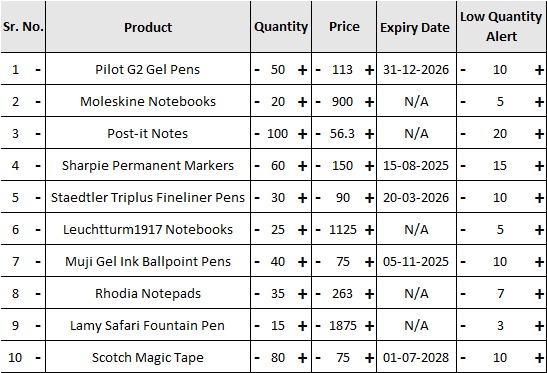 Sr. No. Product Quantity Price Expiry Date Low Quantity Alert
1 - Pilot G2 Gel Pens - 50 + - 113 + 31-12-2026 - 10 +
2 - Moleskine Notebooks - 20 + - 900 + N/A - 5 +
3 - Post-it Notes - 100 + - 56.3 + N/A - 20 +
4 - Sharpie Permanent Markers - 60 + - 150 + 15-08-2025 - 15 +
5 - Staedtler Triplus Fineliner Pens - 30 + - 90 + 20-03-2026 - 10 +
6 - Leuchtturm1917 Notebooks - 25 + - 1125 + N/A - 5 +
7 - Muji Gel Ink Ballpoint Pens - 40 + - 75 + 05-11-2025 - 10 +
8 - Rhodia Notepads - 35 + - 263 + N/A - 7 +
9 - Lamy Safari Fountain Pen - 15 + - 1875 + N/A - 3 +
10 - Scotch Magic Tape - 80 + - 75 + 01-07-2028 - 10 +